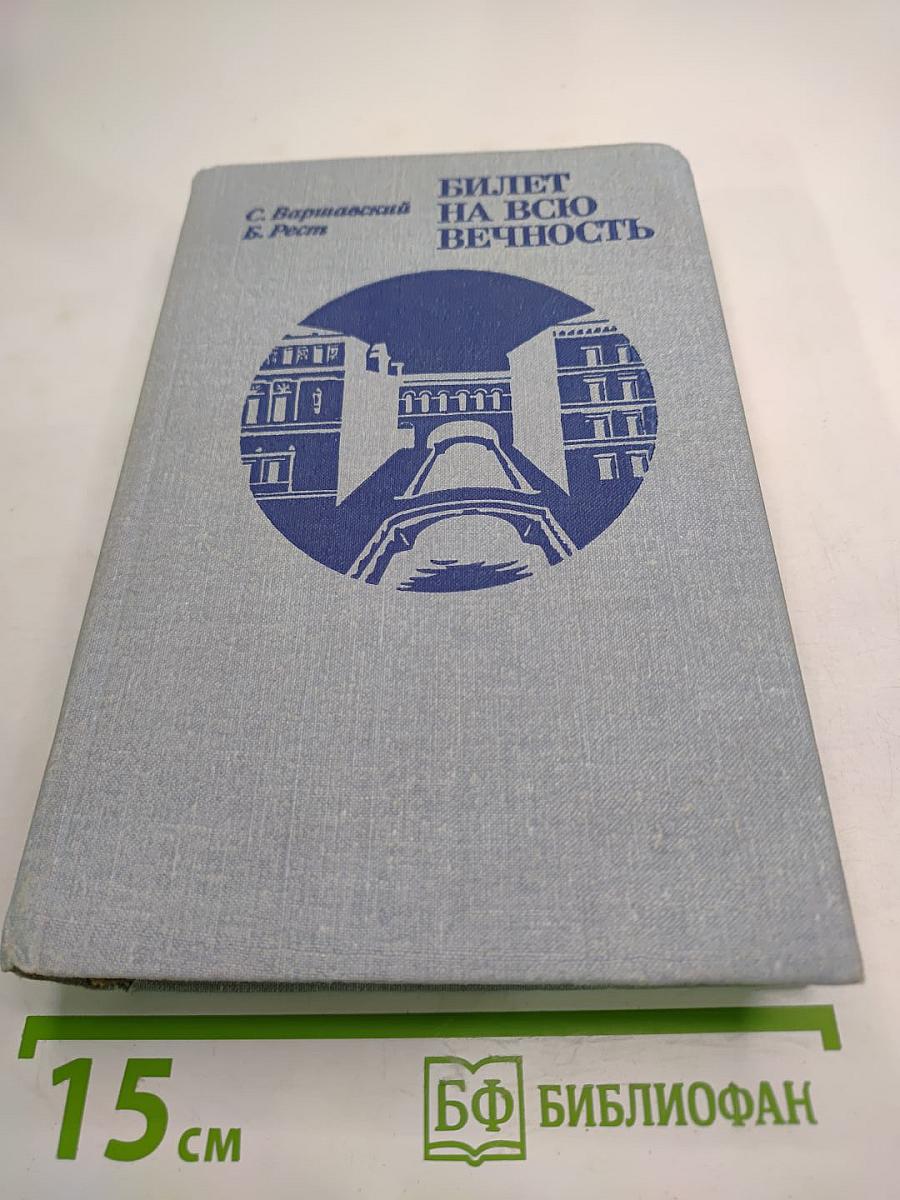 С. Варшавский
Б. Рест
БИЛЕТ
НА ВСЮ
ВЕЧНОСТЬ
15 см
БФ БИБЛИОФАН